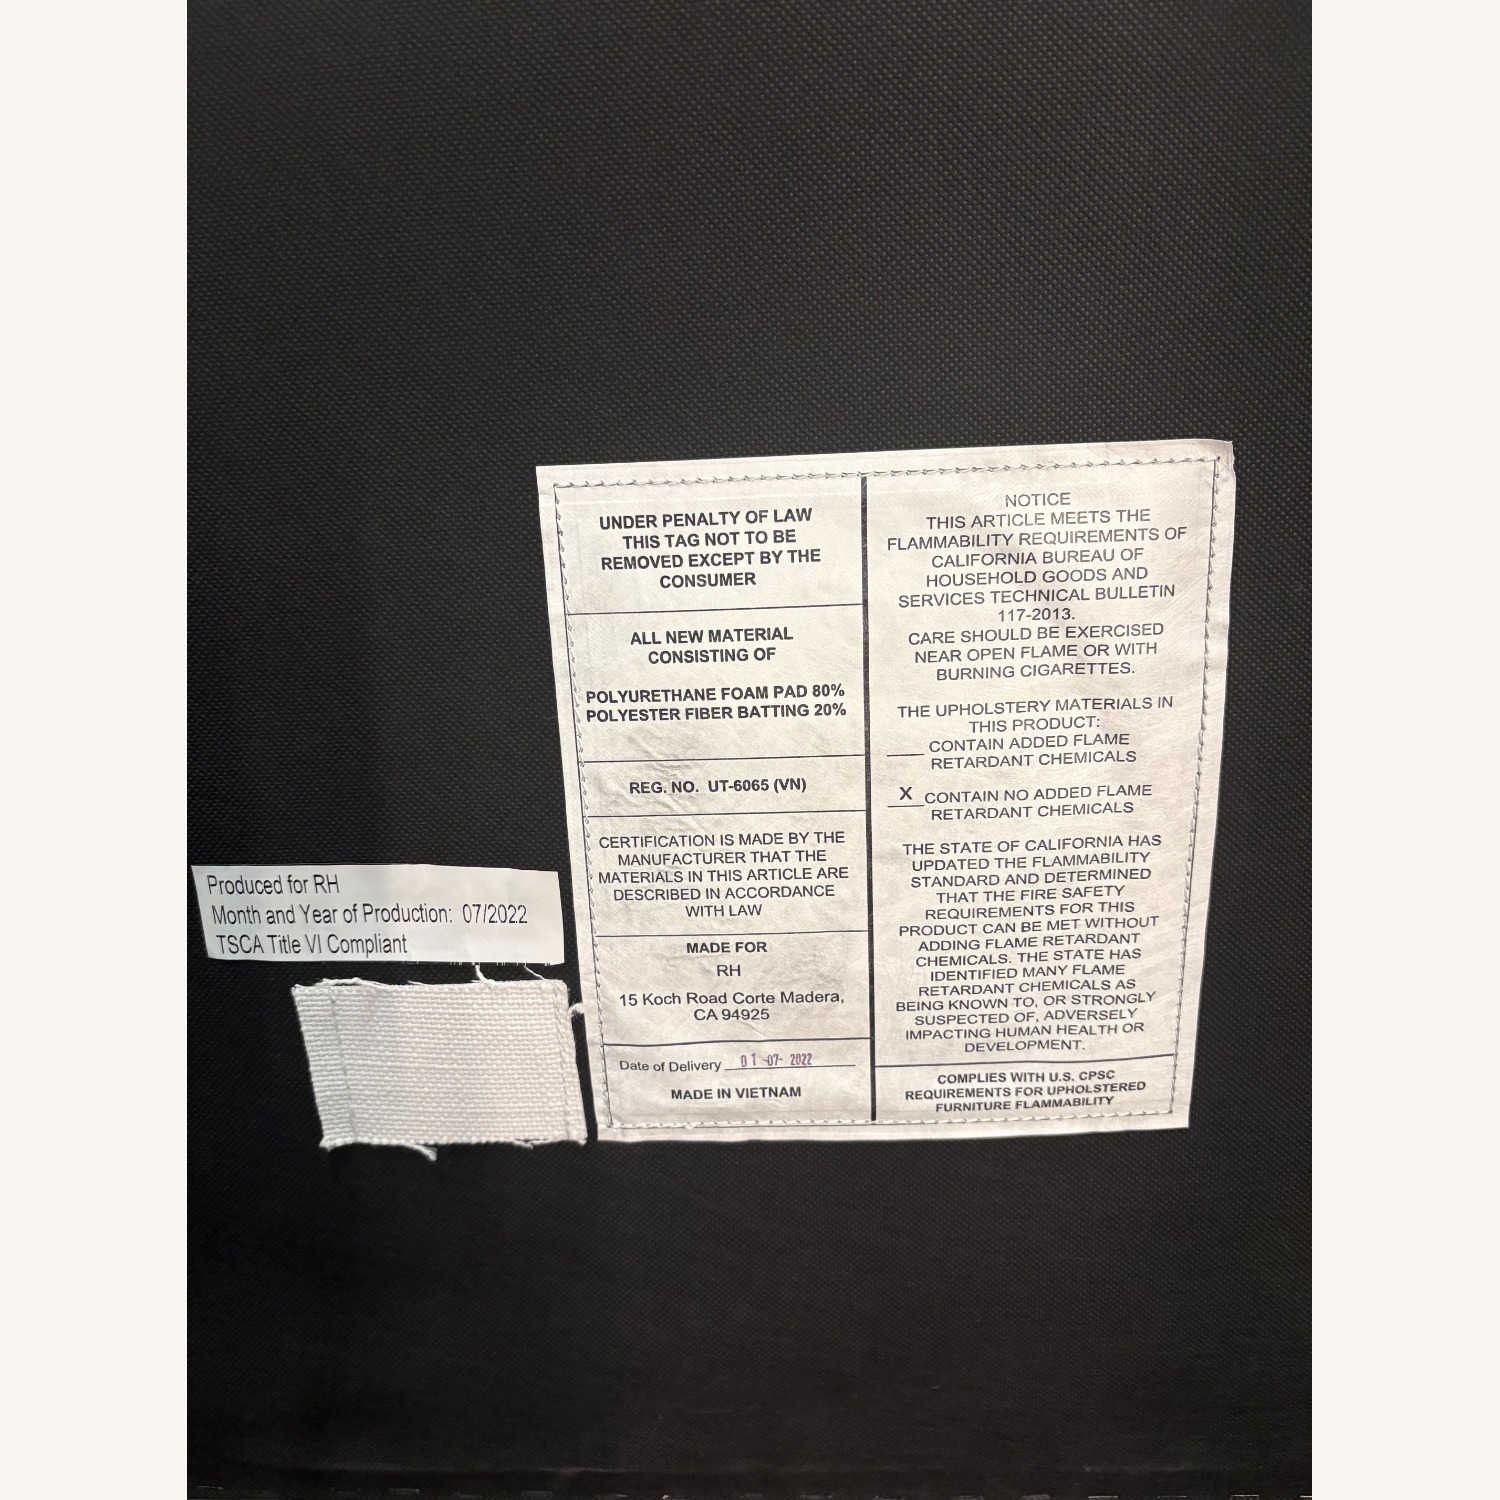 UNDER PENALTY OF LAW
THIS TAG NOT TO BE
REMOVED EXCEPT BY THE
CONSUMER
ALL NEW MATERIAL
CONSISTING OF
POLYURETHANE FOAM PAD 80%
POLYESTER FIBER BATTING 20%
REG. NO. UT-6065 (VN)
CERTIFICATION IS MADE BY THE
MANUFACTURER THAT THE
MATERIALS IN THIS ARTICLE ARE
DESCRIBED IN ACCORDANCE
WITH LAW
MADE FOR
RH
15 Koch Road Corte Madera,
CA 94925
Date of Delivery 01-07-2022
MADE IN VIETNAM
NOTICE
THIS ARTICLE MEETS THE
FLAMMABILITY REQUIREMENTS OF
CALIFORNIA BUREAU OF
HOUSEHOLD GOODS AND
SERVICES TECHNICAL BULLETIN
117-2013.
CARE SHOULD BE EXERCISED
NEAR OPEN FLAME OR WITH
BURNING CIGARETTES.
THE UPHOLSTERY MATERIALS IN
THIS PRODUCT:
____CONTAIN ADDED FLAME
RETARDANT CHEMICALS
X CONTAIN NO ADDED FLAME
RETARDANT CHEMICALS
THE STATE OF CALIFORNIA HAS
UPDATED THE FLAMMABILITY
STANDARD AND DETERMINED
THAT THE FIRE SAFETY
REQUIREMENTS FOR THIS
PRODUCT CAN BE MET WITHOUT
ADDING FLAME RETARDANT
CHEMICALS. THE STATE HAS
IDENTIFIED MANY FLAME
RETARDANT CHEMICALS AS
BEING KNOWN TO, OR STRONGLY
SUSPECTED OF, ADVERSELY
IMPACTING HUMAN HEALTH OR
DEVELOPMENT.
COMPLIES WITH U.S. CPSC
REQUIREMENTS FOR UPHOLSTERED
FURNITURE FLAMMABILITY
Produced for RH
Month and Year of Production: 07/2022
TSCA Title VI Compliant